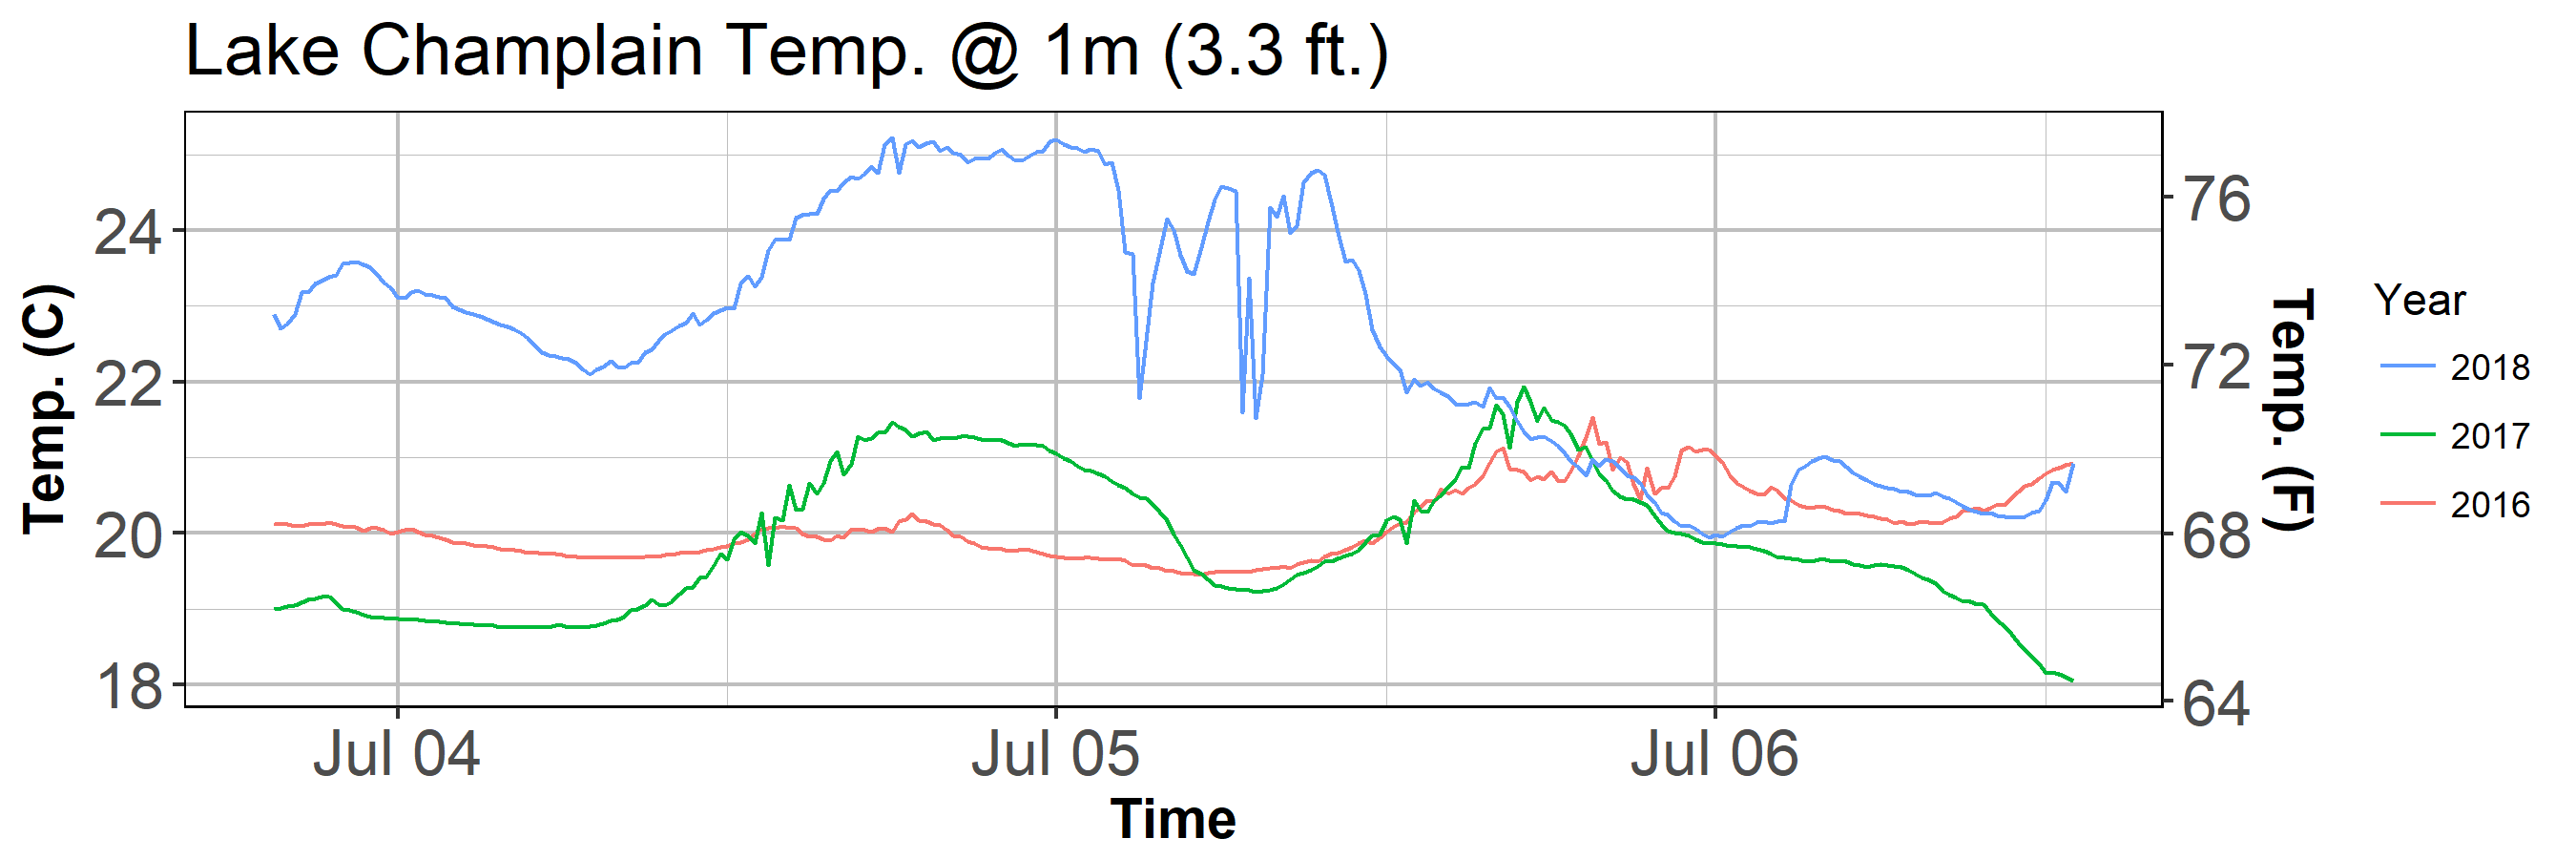 Lake Champlain Temp. @ 1m (3.3 ft.)
Temp. (C)
24
22
20
18
76
72
68
64
Temp. (F)
Jul 04
Jul 05
Jul 06
Time
Year
2018
2017
2016